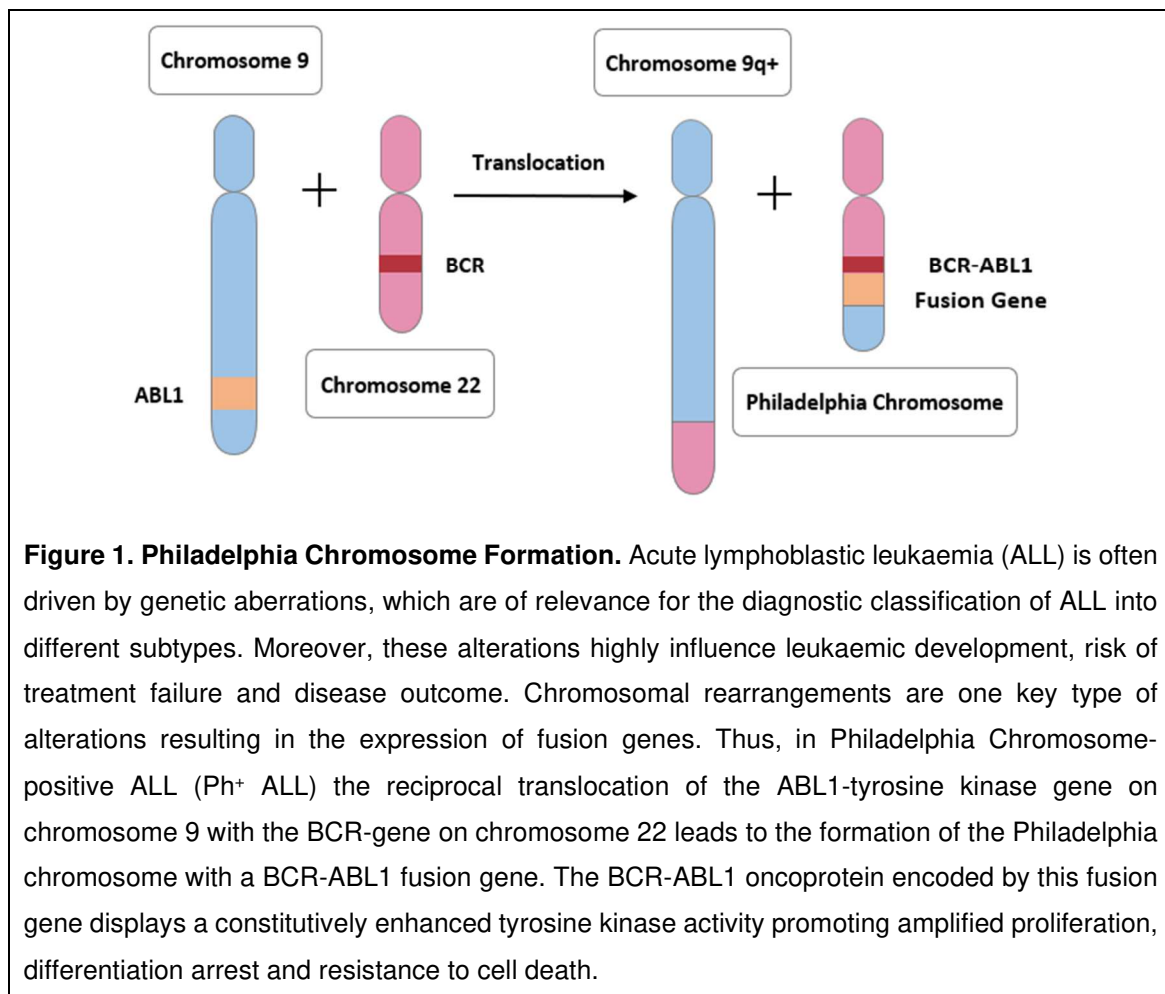 Chromosome 9
Chromosome 9q+
Translocation
BCR
BCR-ABL1
Fusion Gene
ABL1
Chromosome 22
Philadelphia Chromosome
Figure 1. Philadelphia Chromosome Formation. Acute lymphoblastic leukaemia (ALL) is often
driven by genetic aberrations, which are of relevance for the diagnostic classification of ALL into
different subtypes. Moreover, these alterations highly influence leukaemic development, risk of
treatment failure and disease outcome. Chromosomal rearrangements are one key type of
alterations resulting in the expression of fusion genes. Thus, in Philadelphia Chromosome-
positive ALL (Ph⁺ ALL) the reciprocal translocation of the ABL1-tyrosine kinase gene on
chromosome 9 with the BCR-gene on chromosome 22 leads to the formation of the Philadelphia
chromosome with a BCR-ABL1 fusion gene. The BCR-ABL1 oncoprotein encoded by this fusion
gene displays a constitutively enhanced tyrosine kinase activity promoting amplified proliferation,
differentiation arrest and resistance to cell death.